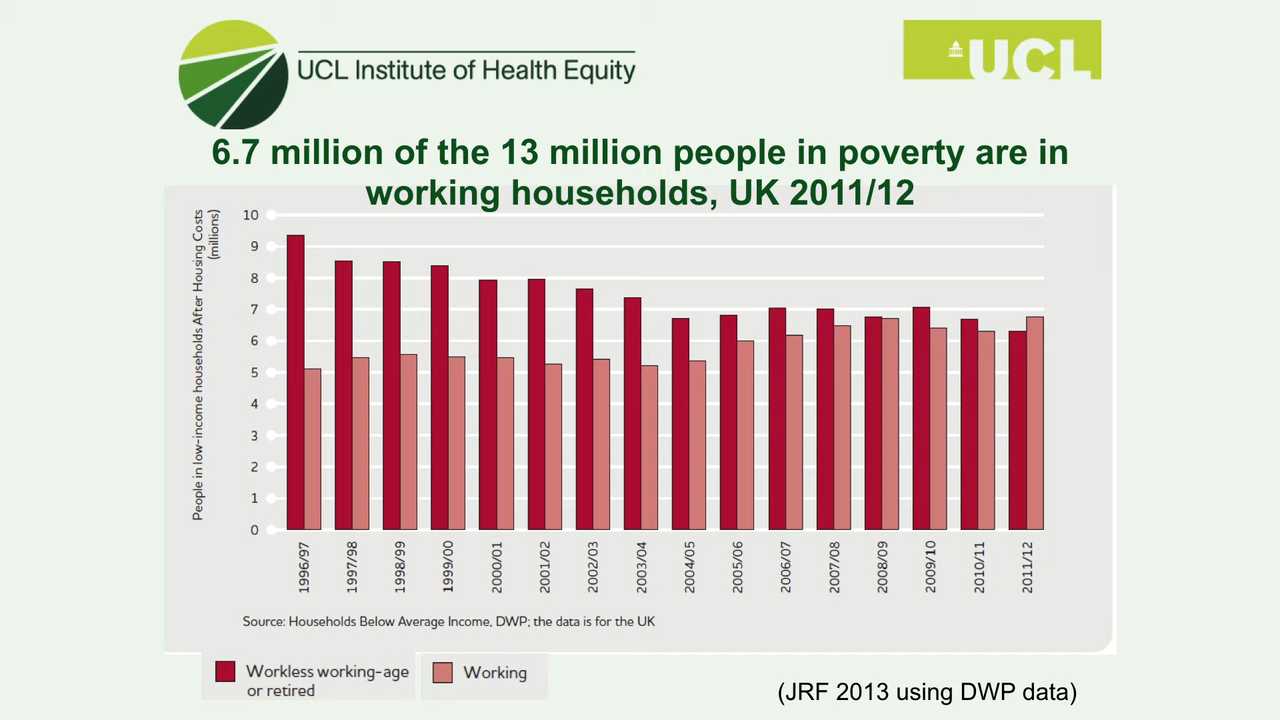 UCL Institute of Health Equity
UCL
6.7 million of the 13 million people in poverty are in
working households, UK 2011/12
People in low-income households After Housing Costs
(millions)
10
9
8
7
6
5
4
3
2
1
0
1996/97
1997/98
1998/99
1999/00
2000/01
2001/02
2002/03
2003/04
2004/05
2005/06
2006/07
2007/08
2008/09
2009/10
2010/11
2011/12
Source: Households Below Average Income, DWP; the data is for the UK
Workless working-age
or retired
Working
(JRF 2013 using DWP data)